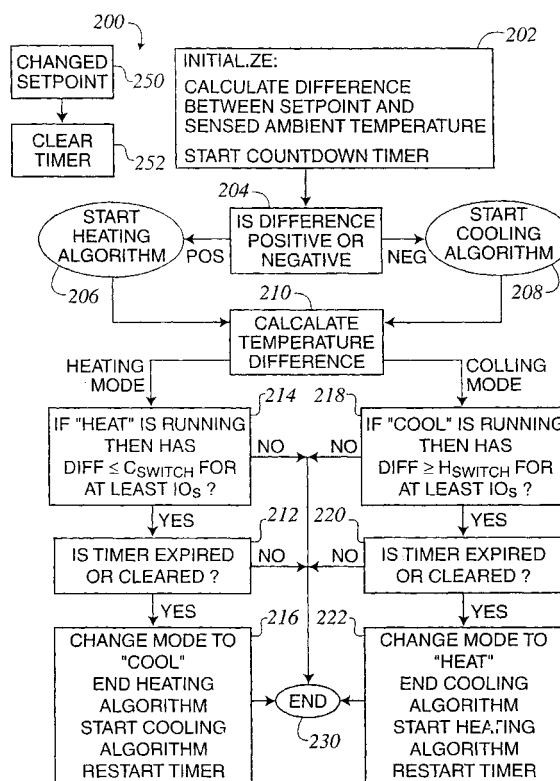 200
CHANGED
SETPOINT
250
CLEAR
TIMER
252
202
INITIAL.ZE:
CALCULATE DIFFERENCE
BETWEEN SETPOINT AND
SENSED AMBIENT TEMPERATURE
START COUNTDOWN TIMER
204
START
HEATING
ALGORITHM
206
POS
IS DIFFERENCE
POSITIVE OR
NEGATIVE
NEG
START
COOLING
ALGORITHM
208
210
CALCALATE
TEMPERATURE
DIFFERENCE
HEATING
MODE
COLLING
MODE
214
IF "HEAT" IS RUNNING
THEN HAS
DIFF ≤ CSWITCH FOR
AT LEAST IOS ?
NO
218
IF "COOL" IS RUNNING
THEN HAS
DIFF ≥ HSWITCH FOR
AT LEAST IOS ?
NO
YES
YES
212
IS TIMER EXPIRED
OR CLEARED ?
NO
220
IS TIMER EXPIRED
OR CLEARED ?
NO
YES
YES
216
CHANGE MODE TO
"COOL"
END HEATING
ALGORITHM
START COOLING
ALGORITHM
RESTART TIMER
222
CHANGE MODE TO
"HEAT"
END COOLING
ALGORITHM
START HEATING
ALGORITHM
RESTART TIMER
END
230